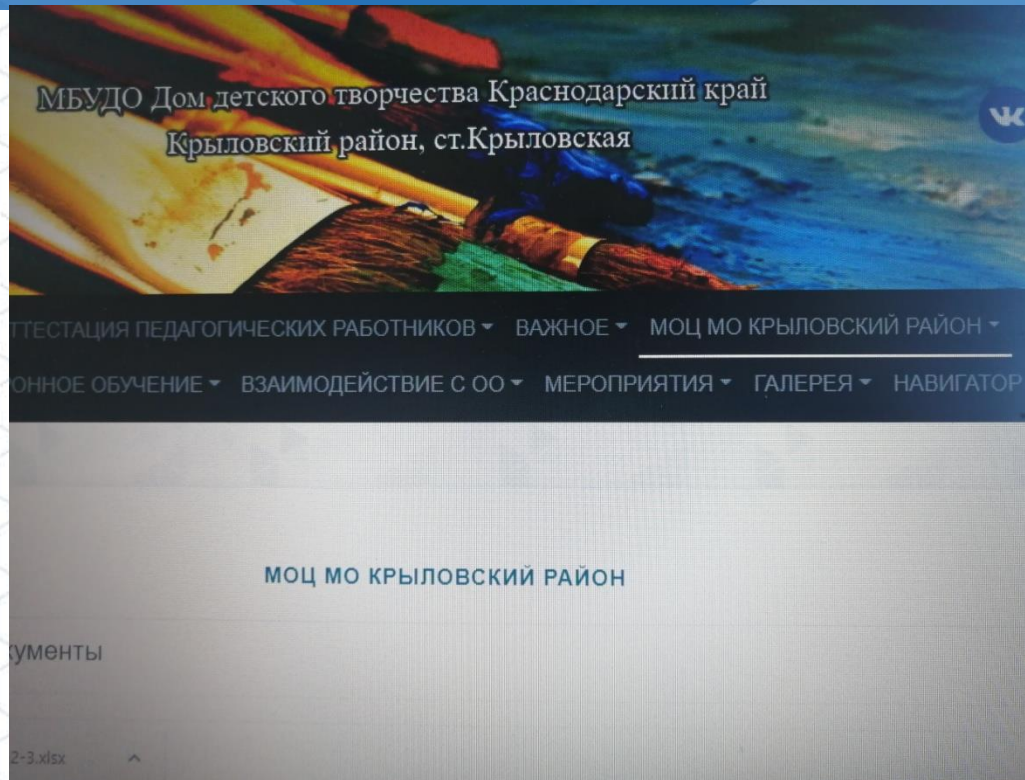 МБУДО Дом детского творчества Краснодарский край
Крыловский район, ст.Крыловская
ТТЕСТАЦИЯ ПЕДАГОГИЧЕСКИХ РАБОТНИКОВ ВАЖНОЕ МОЦ МО КРЫЛОВСКИЙ РАЙОН
ОННОЕ ОБУЧЕНИЕ ВЗАИМОДЕЙСТВИЕ С ОО МЕРОПРИЯТИЯ ГАЛЕРЕЯ НАВИГАТОР
МОЦ МО КРЫЛОВСКИЙ РАЙОН
кументы
2-3.xlsx